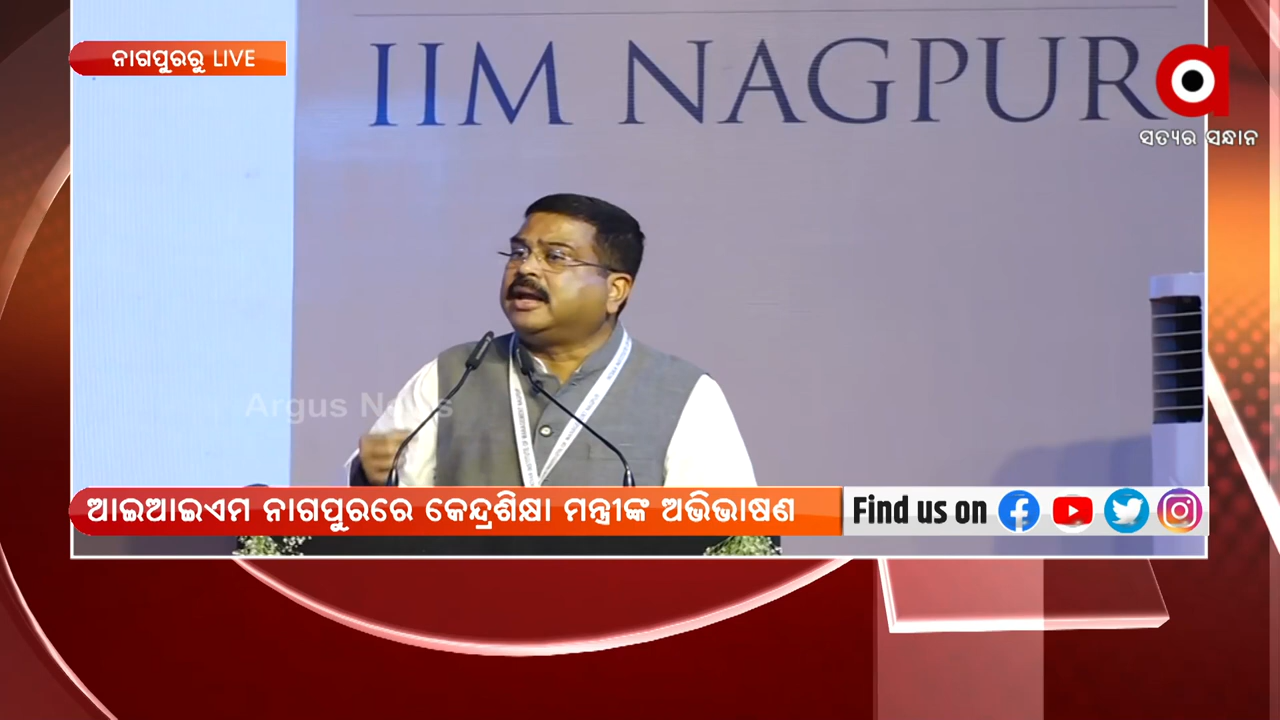 ନାଗପୁରରୁ LIVE
IIM NAGPUR
a
ସତ୍ୟର ସନ୍ଧାନ
Argus News
ଆଇଆଇଏମ ନାଗପୁରରେ କେନ୍ଦ୍ରଶିକ୍ଷା ମନ୍ତ୍ରୀଙ୍କ ଅଭିଭାଷଣ
Find us on